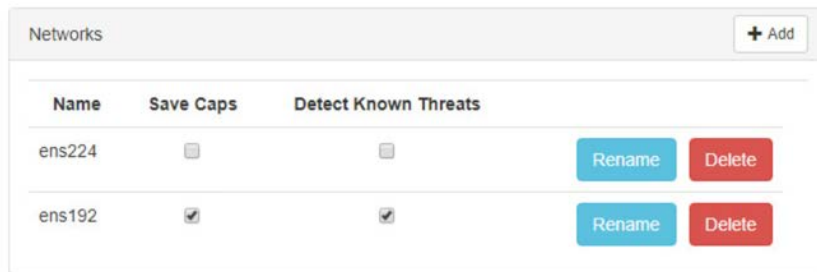 Networks
+ Add
Name Save Caps Detect Known Threats
ens224 Rename Delete
ens192 Rename Delete